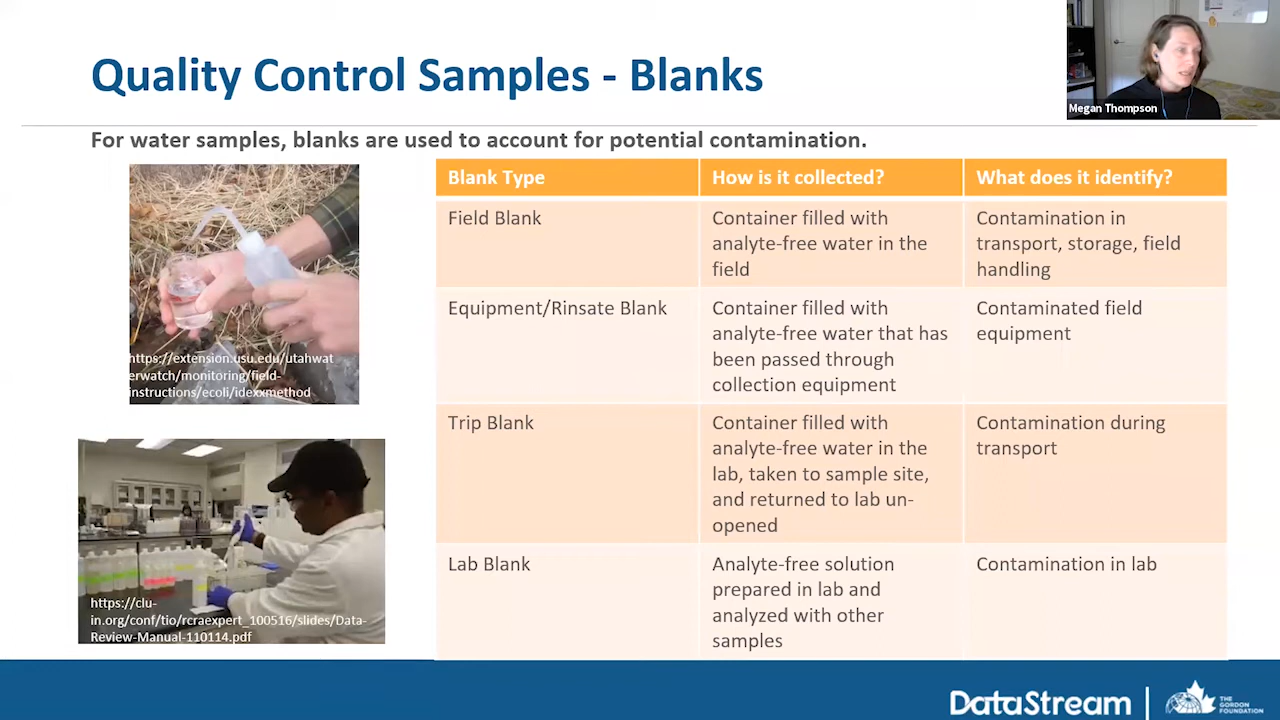 Quality Control Samples - Blanks
Megan Thompson
For water samples, blanks are used to account for potential contamination.
https://extension.usu.edu/utahwat
erwatch/monitoring/field-
instructions/ecoli/idexxmethod
https://clu-
in.org/conf/tio/rcraexpert_100516/slides/Data-
Review-Manual-110114.pdf
Blank Type
How is it collected?
What does it identify?
Field Blank
Container filled with
analyte-free water in the
field
Contamination in
transport, storage, field
handling
Equipment/Rinsate Blank
Container filled with
analyte-free water that has
been passed through
collection equipment
Contaminated field
equipment
Trip Blank
Container filled with
analyte-free water in the
lab, taken to sample site,
and returned to lab un-
opened
Contamination during
transport
Lab Blank
Analyte-free solution
prepared in lab and
analyzed with other
samples
Contamination in lab
DataStream
THE
GORDON
FOUNDATION